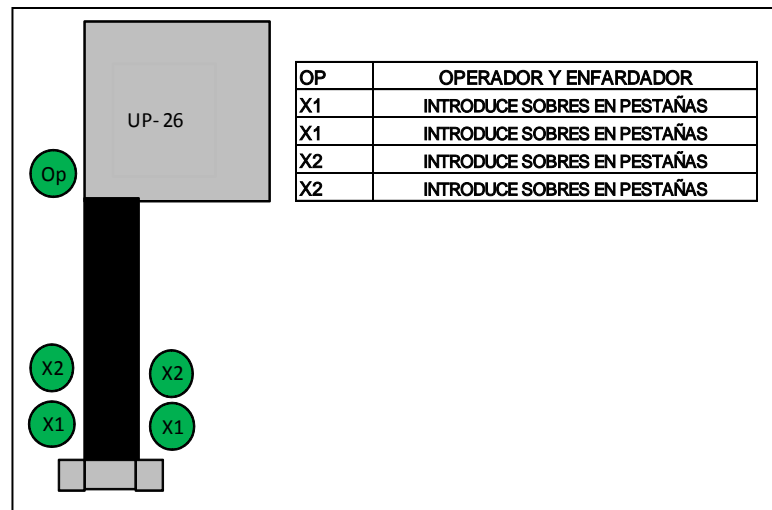 UP- 26
OP OPERADOR Y ENFARDADOR
X1 INTRODUCE SOBRES EN PESTAÑAS
X1 INTRODUCE SOBRES EN PESTAÑAS
X2 INTRODUCE SOBRES EN PESTAÑAS
X2 INTRODUCE SOBRES EN PESTAÑAS
Op
X2 X2
X1 X1